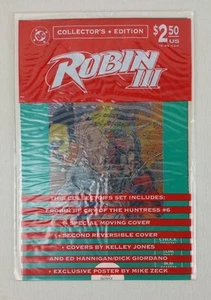 DC
COLLECTOR'S • EDITION
$2.50
US
ROBIN III
THIS COLLECTOR'S SET INCLUDES:
• ROBIN III: CRY OF THE HUNTRESS #6
• SPECIAL MOVING COVER
• SECOND REVERSIBLE COVER
• COVERS BY KELLEY JONES
AND ED HANNIGAN/DICK GIORDANO
• EXCLUSIVE POSTER BY MIKE ZECK